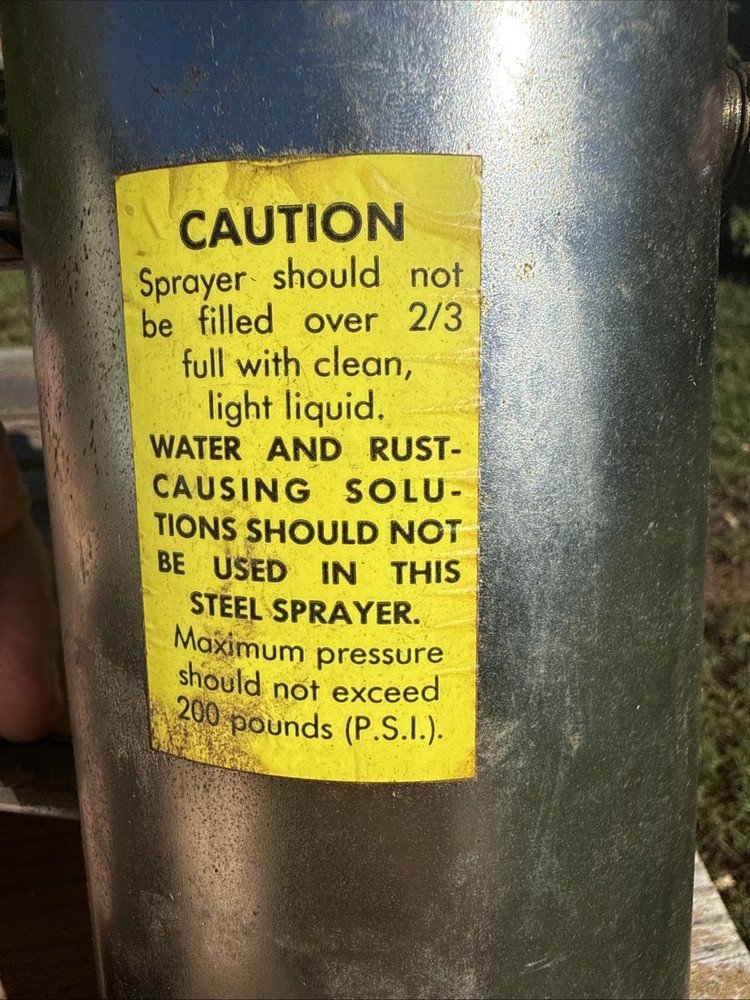 CAUTION
Sprayer should not
be filled over 2/3
full with clean,
light liquid.
WATER AND RUST-
CAUSING SOLU-
TIONS SHOULD NOT
BE USED IN THIS
STEEL SPRAYER.
Maximum pressure
should not exceed
200 pounds (P.S.I.).